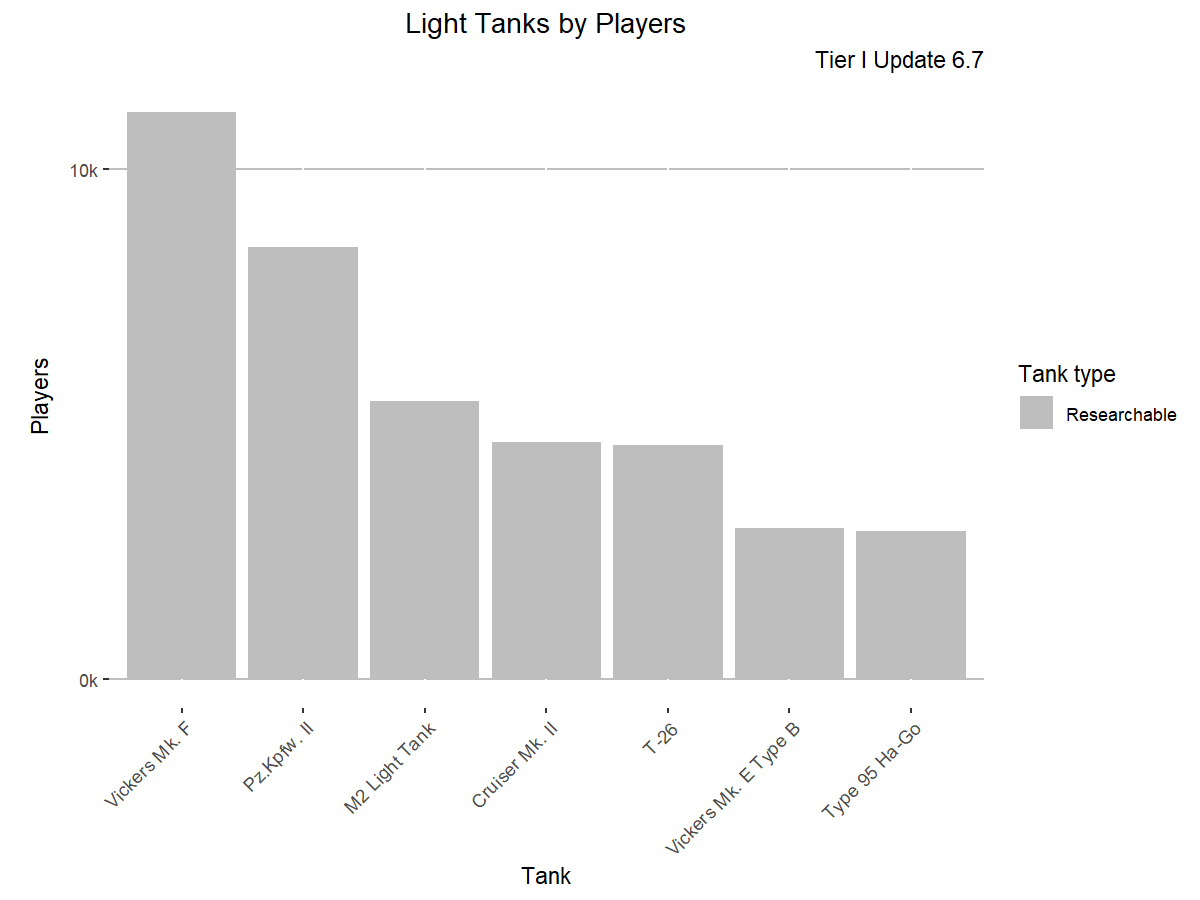 Light Tanks by Players
Tier I Update 6.7
10k
0k
Players
Vickers Mk. F
Pz.Kpfw. II
M2 Light Tank
Cruiser Mk. II
T-26
Vickers Mk. E Type B
Type 95 Ha-Go
Tank
Tank type
Researchable